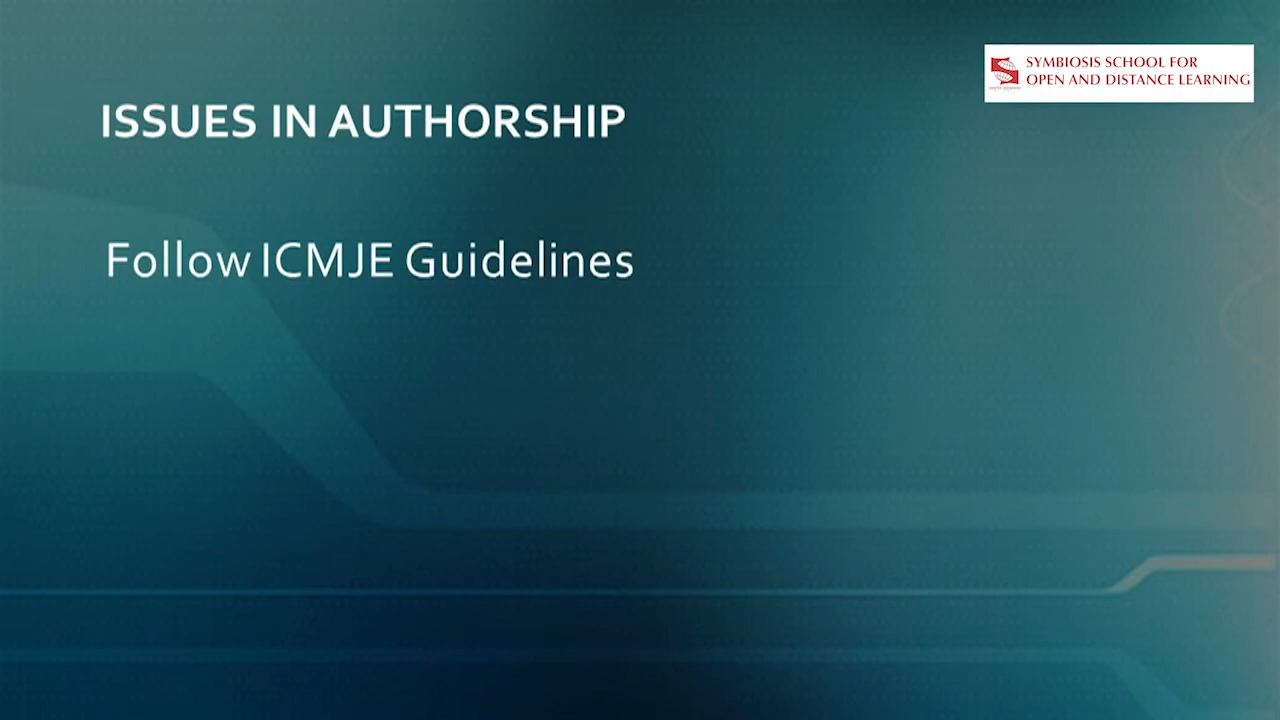 SYMBIOSIS SCHOOL FOR
OPEN AND DISTANCE LEARNING
ISSUES IN AUTHORSHIP
Follow ICMJE Guidelines